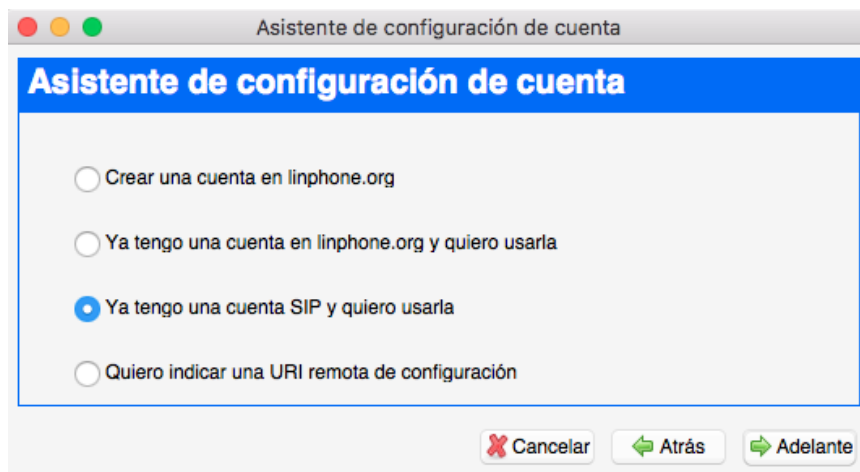 Asistente de configuración de cuenta
Asistente de configuración de cuenta
Crear una cuenta en linphone.org
Ya tengo una cuenta en linphone.org y quiero usarla
Ya tengo una cuenta SIP y quiero usarla
Quiero indicar una URI remota de configuración
Cancelar Atrás Adelante